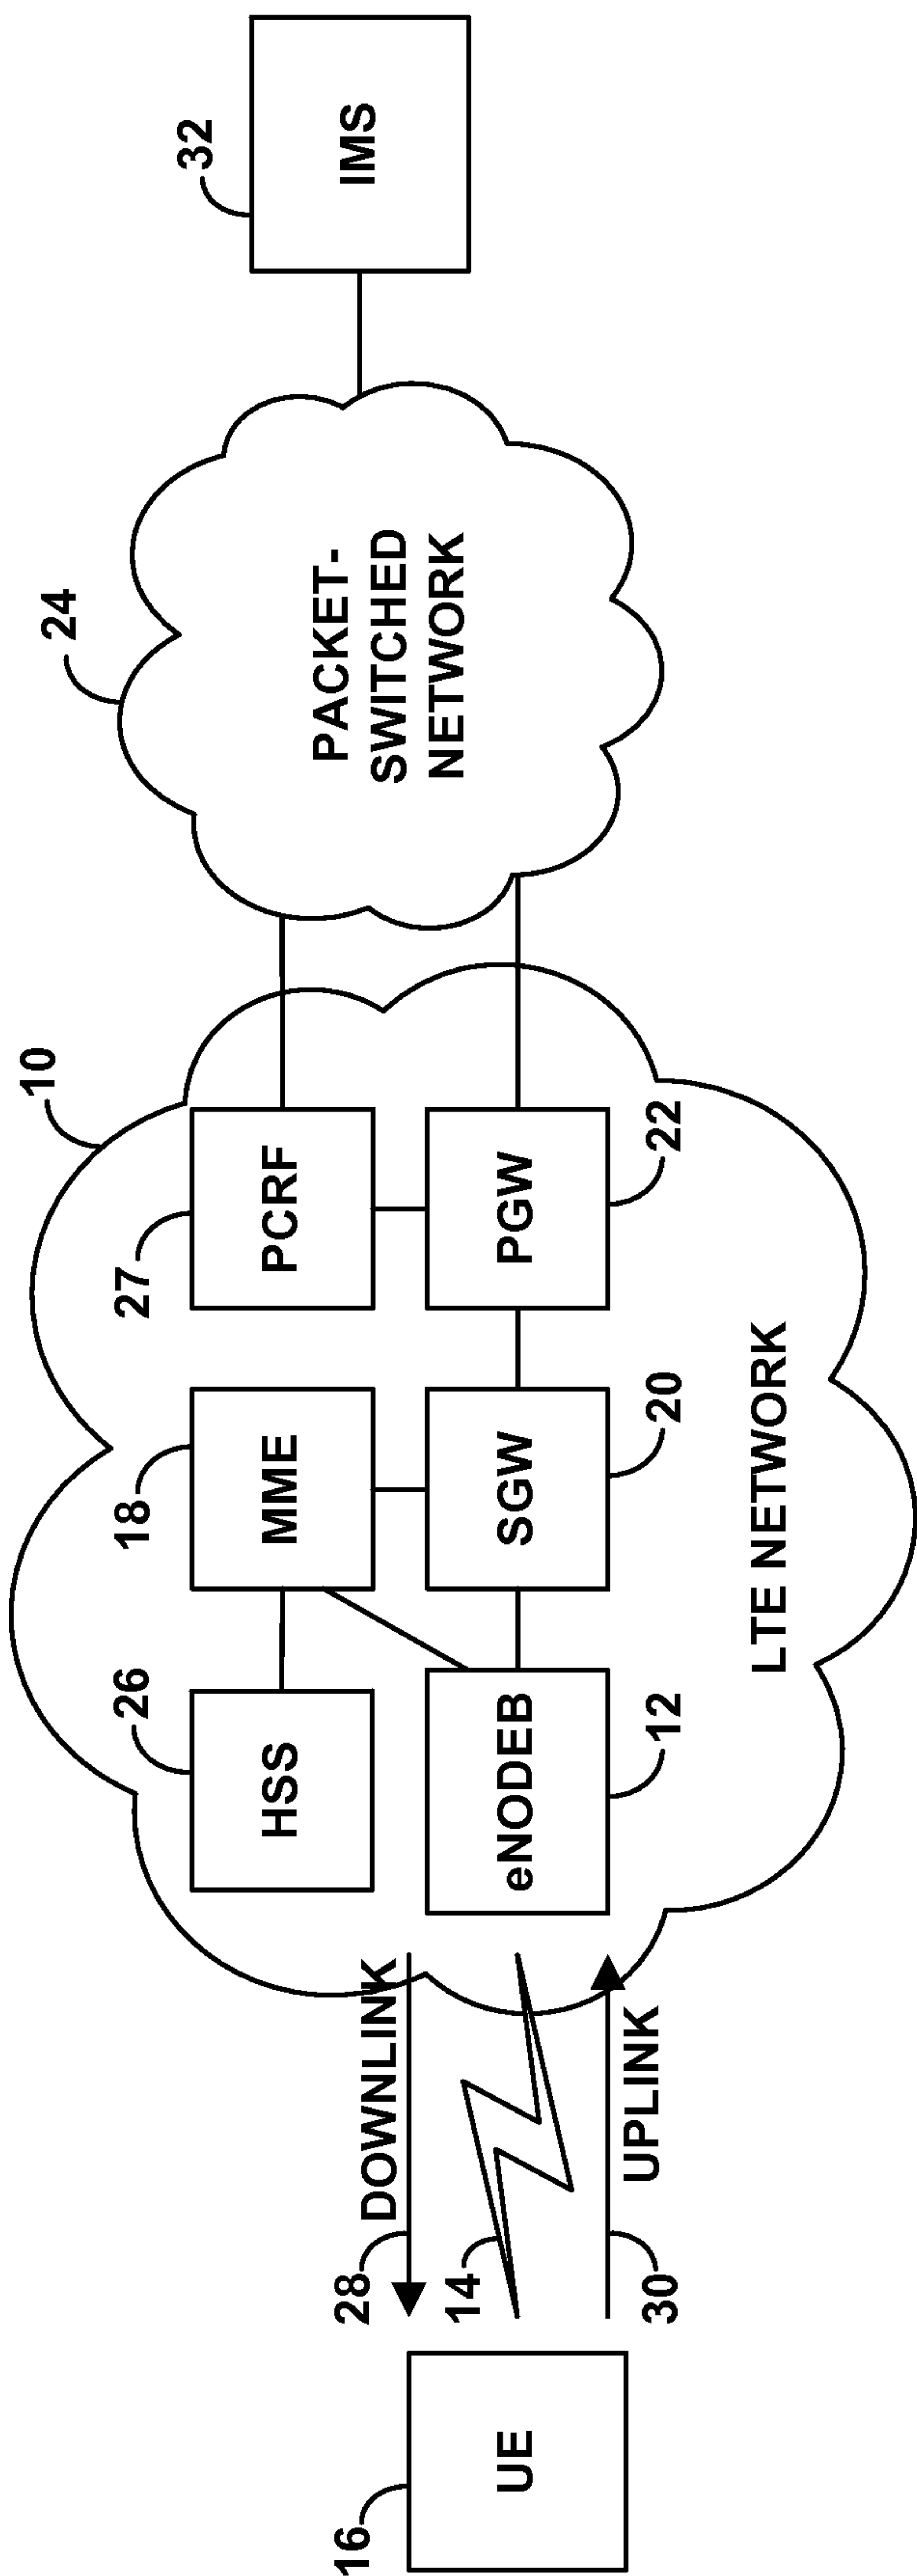 10
24
32
26
18
27
HSS
MME
PCRF
IMS
PACKET-
SWITCHED
NETWORK
28
DOWNLINK
16
UE
14
eNODEB
SGW
PGW
12
20
22
30
UPLINK
LTE NETWORK